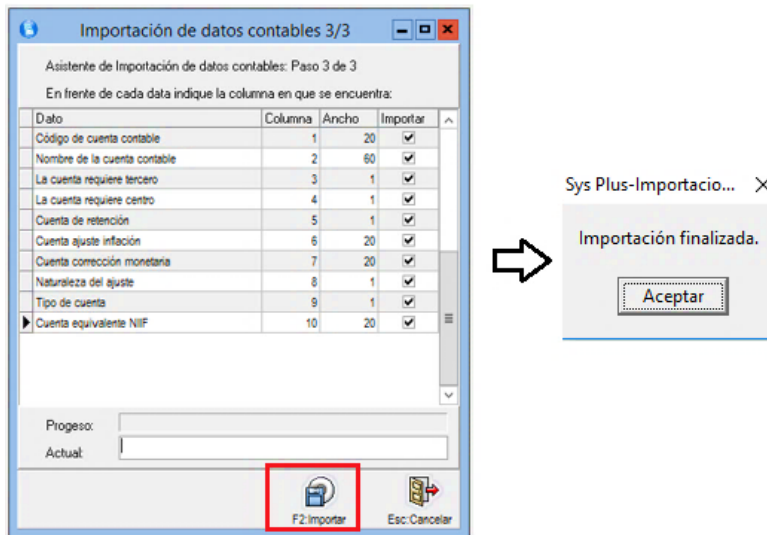 Importación de datos contables 3/3
Asistente de Importación de datos contables: Paso 3 de 3
En frente de cada data indique la columna en que se encuentra:
Dato Columna Ancho Importar
Código de cuenta contable 1 20
Nombre de la cuenta contable 2 60
La cuenta requiere tercero 3 1
La cuenta requiere centro 4 1
Cuenta de retención 5 1
Cuenta ajuste inflación 6 20
Cuenta corrección monetaria 7 20
Naturaleza del ajuste 8 1
Tipo de cuenta 9 1
Cuenta equivalente NIIF 10 20
Progeso:
Actual:
F2:Importar Esc:Cancelar
Sys Plus-Importacio...
Importación finalizada.
Aceptar